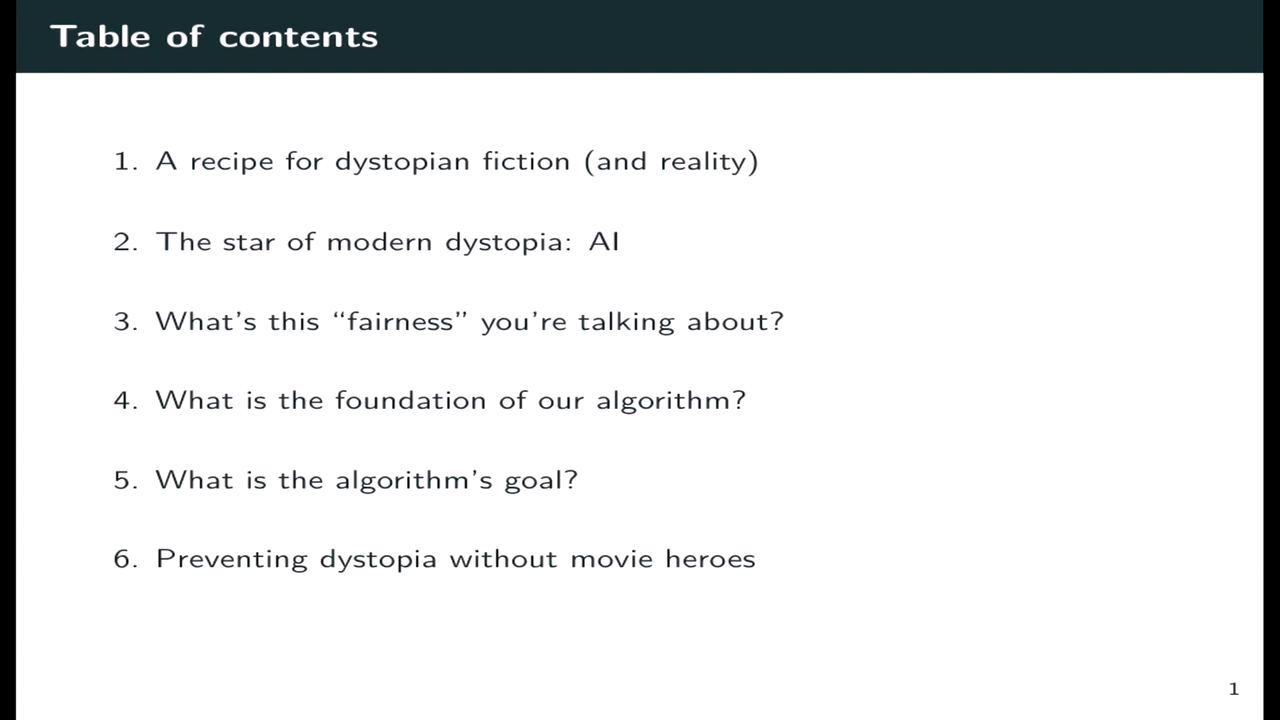 Table of contents
1. A recipe for dystopian fiction (and reality)
2. The star of modern dystopia: AI
3. What's this “fairness” you're talking about?
4. What is the foundation of our algorithm?
5. What is the algorithm's goal?
6. Preventing dystopia without movie heroes
1